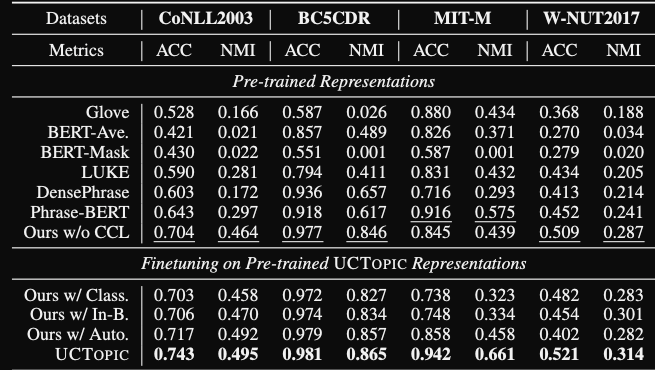 Datasets CoNLL2003 BC5CDR MIT-M W-NUT2017
Metrics ACC NMI ACC NMI ACC NMI ACC NMI
Pre-trained Representations
Glove 0.528 0.166 0.587 0.026 0.880 0.434 0.368 0.188
BERT-Ave. 0.421 0.021 0.857 0.489 0.826 0.371 0.270 0.034
BERT-Mask 0.430 0.022 0.551 0.001 0.587 0.001 0.279 0.020
LUKE 0.590 0.281 0.794 0.411 0.831 0.432 0.434 0.205
DensePhrase 0.603 0.172 0.936 0.657 0.716 0.293 0.413 0.214
Phrase-BERT 0.643 0.297 0.918 0.617 0.916 0.575 0.452 0.241
Ours w/o CCL 0.704 0.464 0.977 0.846 0.845 0.439 0.509 0.287
Finetuning on Pre-trained UCTOPIC Representations
Ours w/ Class. 0.703 0.458 0.972 0.827 0.738 0.323 0.482 0.283
Ours w/ In-B. 0.706 0.470 0.974 0.834 0.748 0.334 0.454 0.301
Ours w/ Auto. 0.717 0.492 0.979 0.857 0.858 0.458 0.402 0.282
UCTOPIC 0.743 0.495 0.981 0.865 0.942 0.661 0.521 0.314